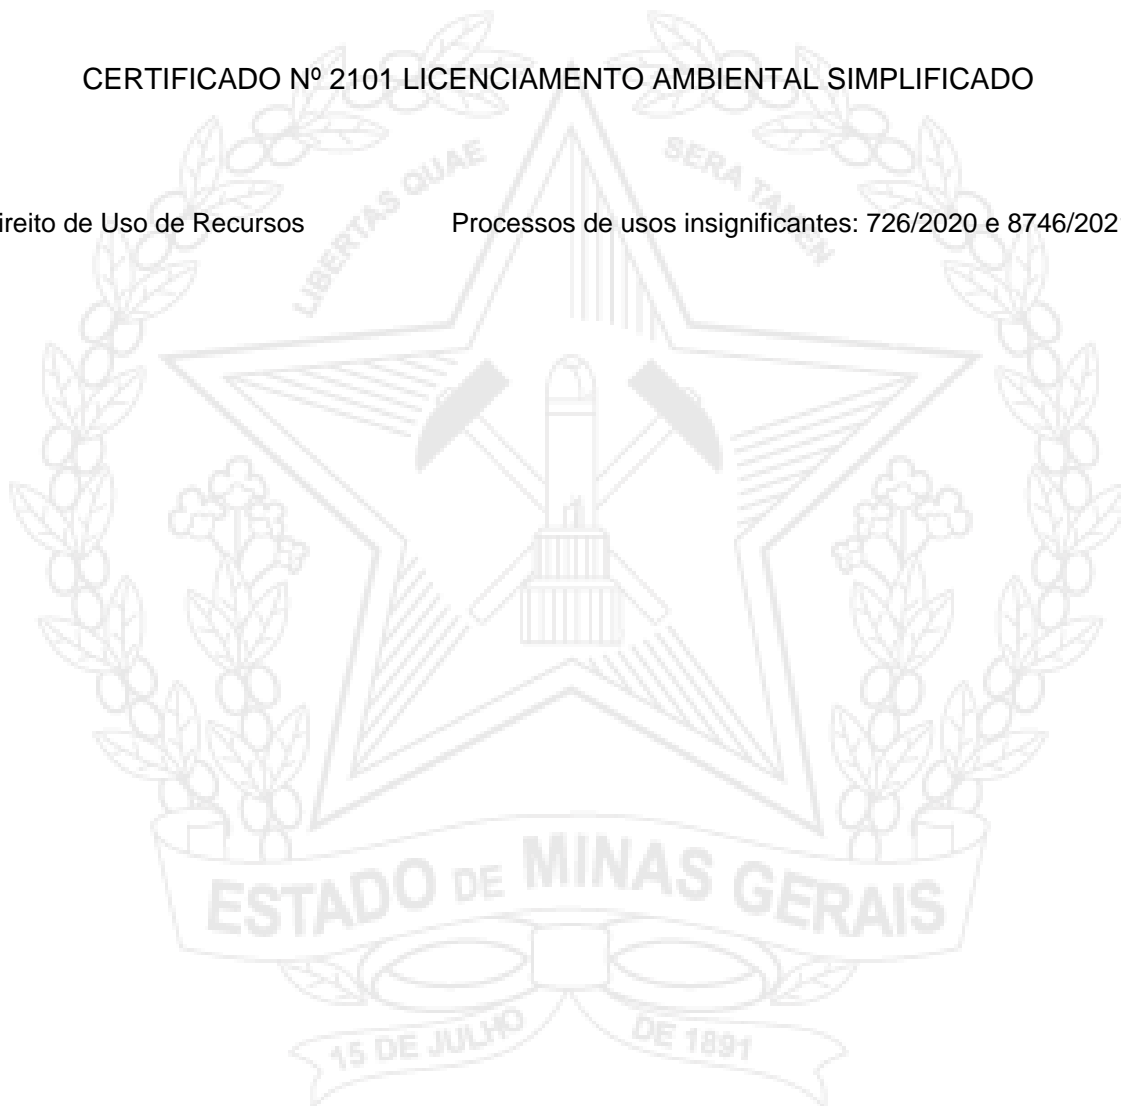 CERTIFICADO Nº 2101 LICENCIAMENTO AMBIENTAL SIMPLIFICADO
LIBERTAS QUAE SERA TAMEN
ireito de Uso de Recursos Processos de usos insignificantes: 726/2020 e 8746/202
ESTADO DE MINAS GERAIS
15 DE JULHO DE 1891